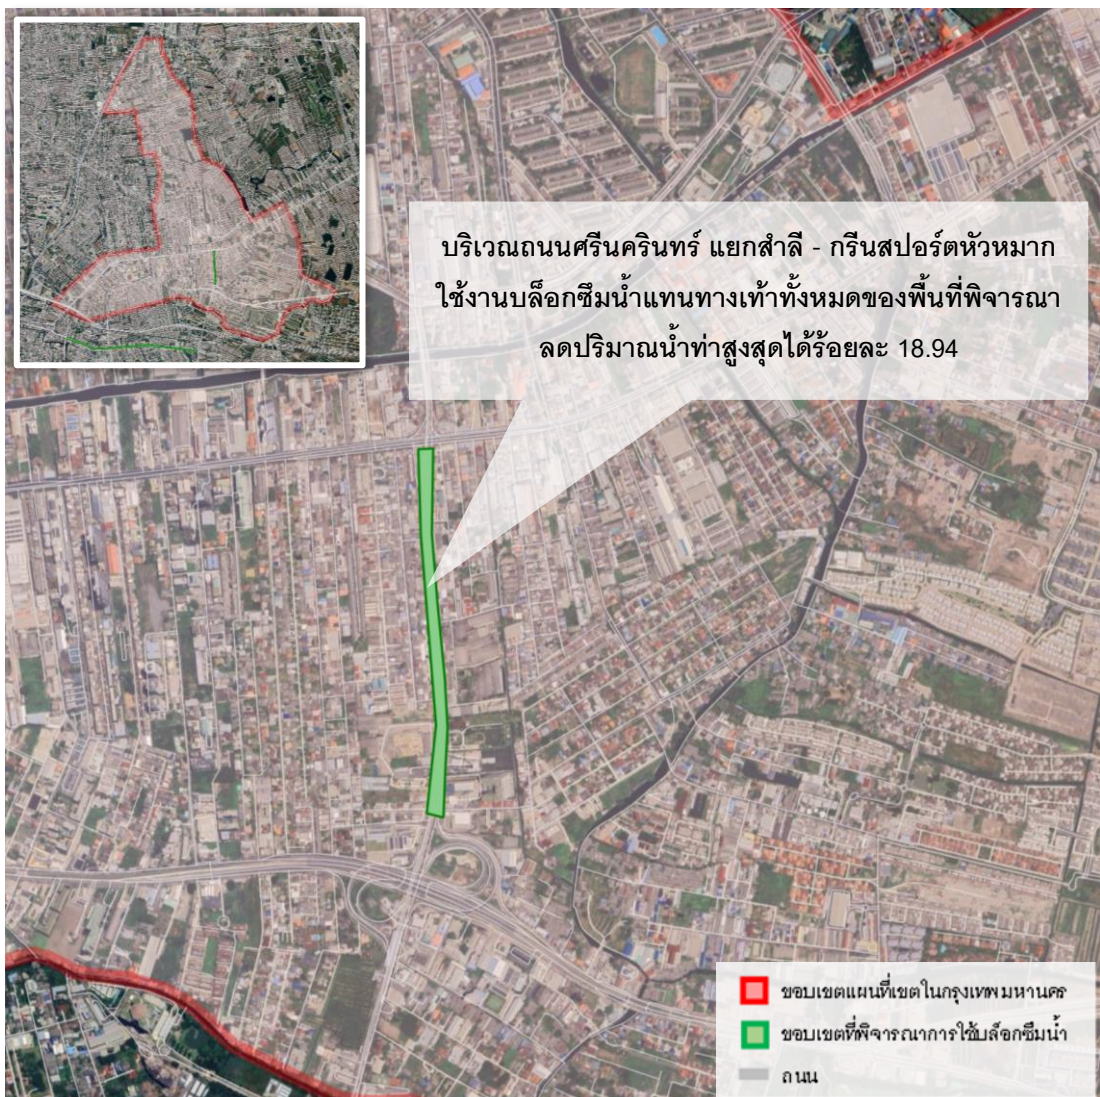 บริเวณถนนศรีนครินทร์ แยกลำสาลี - กรีนสปอร์ตหัวหมาก
ใช้งานบล็อกซึมน้ำแทนทางเท้าทั้งหมดของพื้นที่พิจารณา
ลดปริมาณน้ำท่าสูงสุดได้ร้อยละ 18.94
ขอบเขตแผนที่เขตในกรุงเทพมหานคร
ขอบเขตที่พิจารณาการใช้บล็อกซึมน้ำ
ถนน